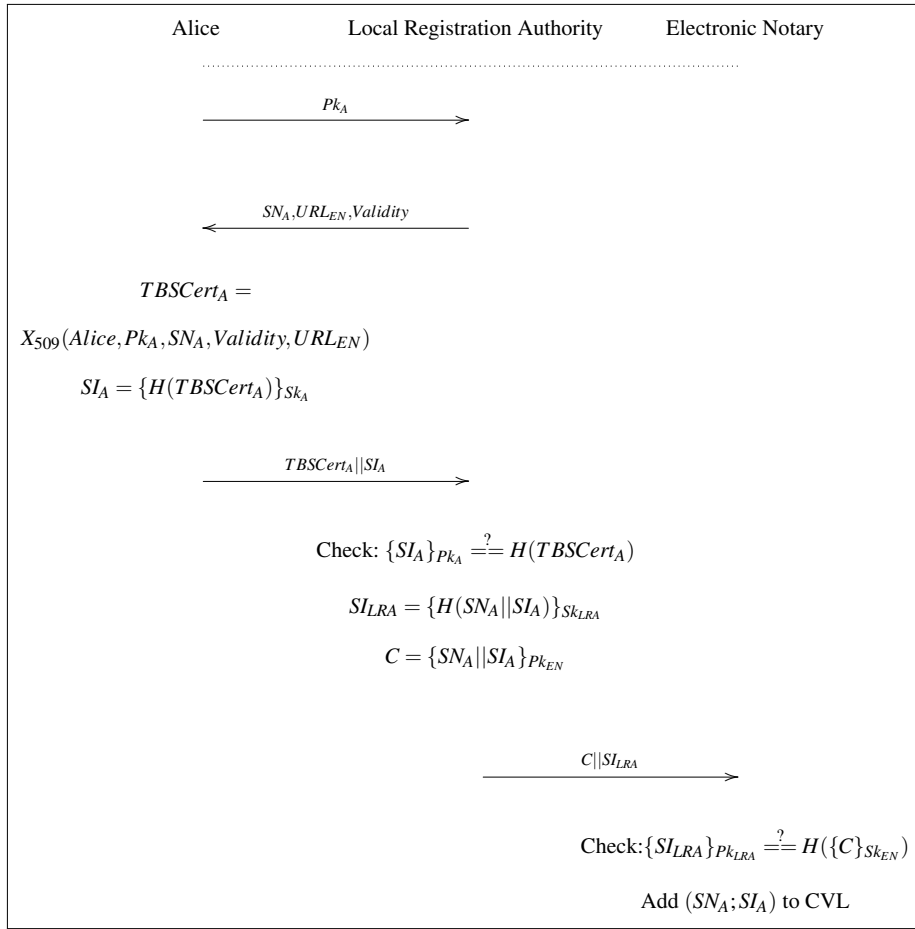 Alice Local Registration Authority Electronic Notary
Pk_A
SN_A,URL_EN,Validity
TBSCert_A =
X_509(Alice,Pk_A,SN_A,Validity,URL_EN)
SI_A = {H(TBSCert_A)}_Sk_A
TBSCert_A||SI_A
Check: {SI_A}_Pk_A =?= H(TBSCert_A)
SI_LRA = {H(SN_A||SI_A)}_Sk_LRA
C = {SN_A||SI_A}_Pk_EN
C||SI_LRA
Check:{SI_LRA}_Pk_LRA =?= H({C}_Sk_EN)
Add (SN_A;SI_A) to CVL